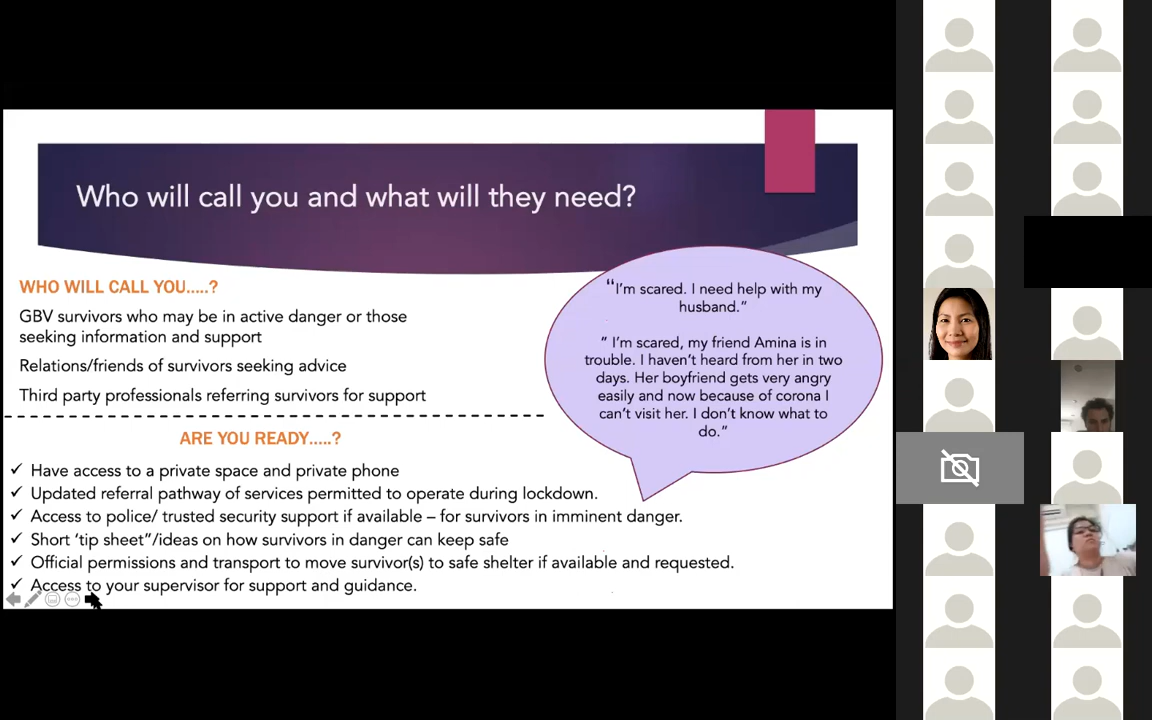 Who will call you and what will they need?
WHO WILL CALL YOU.....?
GBV survivors who may be in active danger or those
seeking information and support
Relations/friends of survivors seeking advice
Third party professionals referring survivors for support
“I’m scared. I need help with my
husband.”
” I’m scared, my friend Amina is in
trouble. I haven’t heard from her in two
days. Her boyfriend gets very angry
easily and now because of corona I
can’t visit her. I don’t know what to
do.”
ARE YOU READY.....?
✓ Have access to a private space and private phone
✓ Updated referral pathway of services permitted to operate during lockdown.
✓ Access to police/ trusted security support if available – for survivors in imminent danger.
✓ Short ‘tip sheet”/ideas on how survivors in danger can keep safe
✓ Official permissions and transport to move survivor(s) to safe shelter if available and requested.
✓ Access to your supervisor for support and guidance.